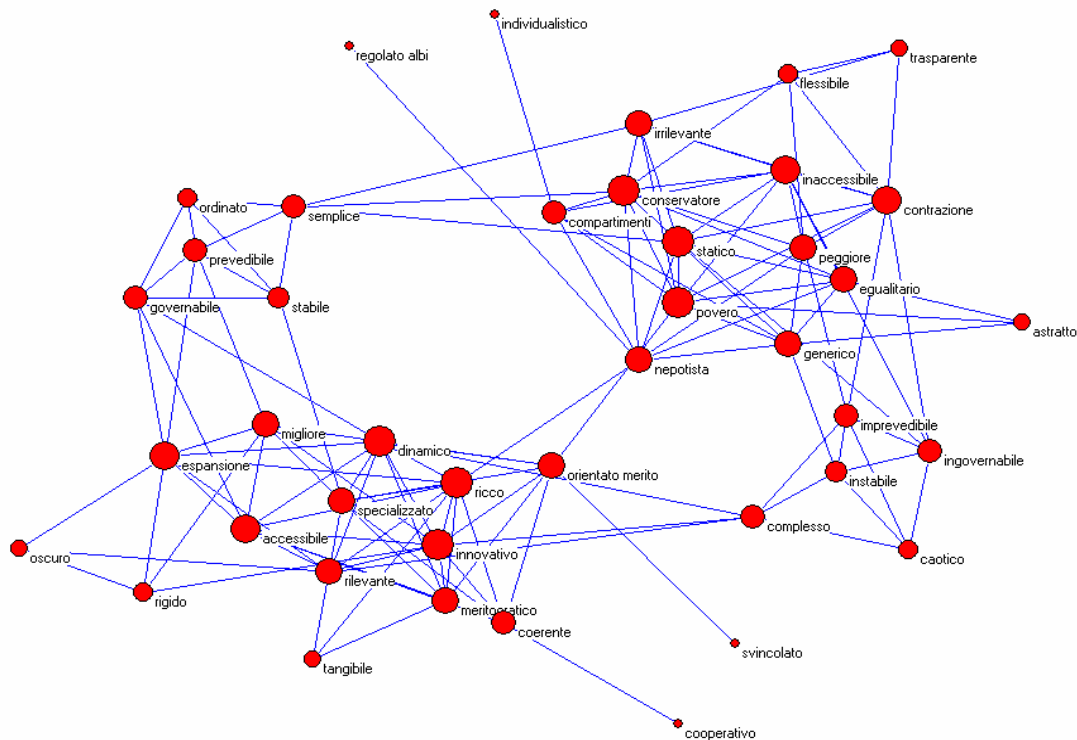 individualistico
regolato albi
trasparente
flessibile
irrilevante
inaccessibile
ordinato
semplice
conservatore
contrazione
compartimenti
statico
peggiore
prevedibile
egualitario
governabile
stabile
povero
astratto
generico
nepotista
imprevedibile
migliore
dinamico
ingovernabile
espansione
orientato merito
instabile
ricco
specializzato
complesso
accessibile
innovativo
caotico
oscuro
rilevante
rigido
meritocratico
coerente
svincolato
tangibile
cooperativo